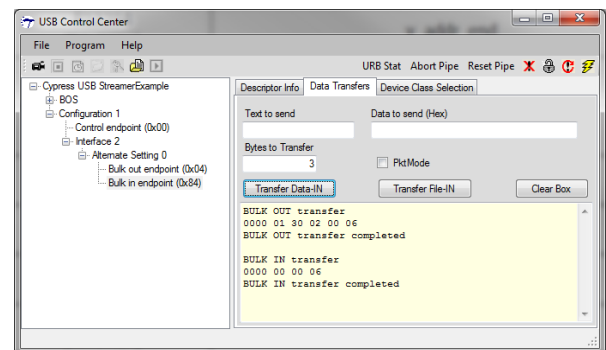 USB Control Center
File Program Help
URB Stat Abort Pipe Reset Pipe
Cypress USB StreamerExample
BOS
Configuration 1
Control endpoint (0x00)
Interface 2
Alternate Setting 0
Bulk out endpoint (0x04)
Bulk in endpoint (0x84)
Descriptor Info Data Transfers Device Class Selection
Text to send Data to send (Hex)
Bytes to Transfer
3 PktMode
Transfer Data-IN Transfer File-IN Clear Box
BULK OUT transfer
0000 01 30 02 00 06
BULK OUT transfer completed
BULK IN transfer
0000 00 00 06
BULK IN transfer completed